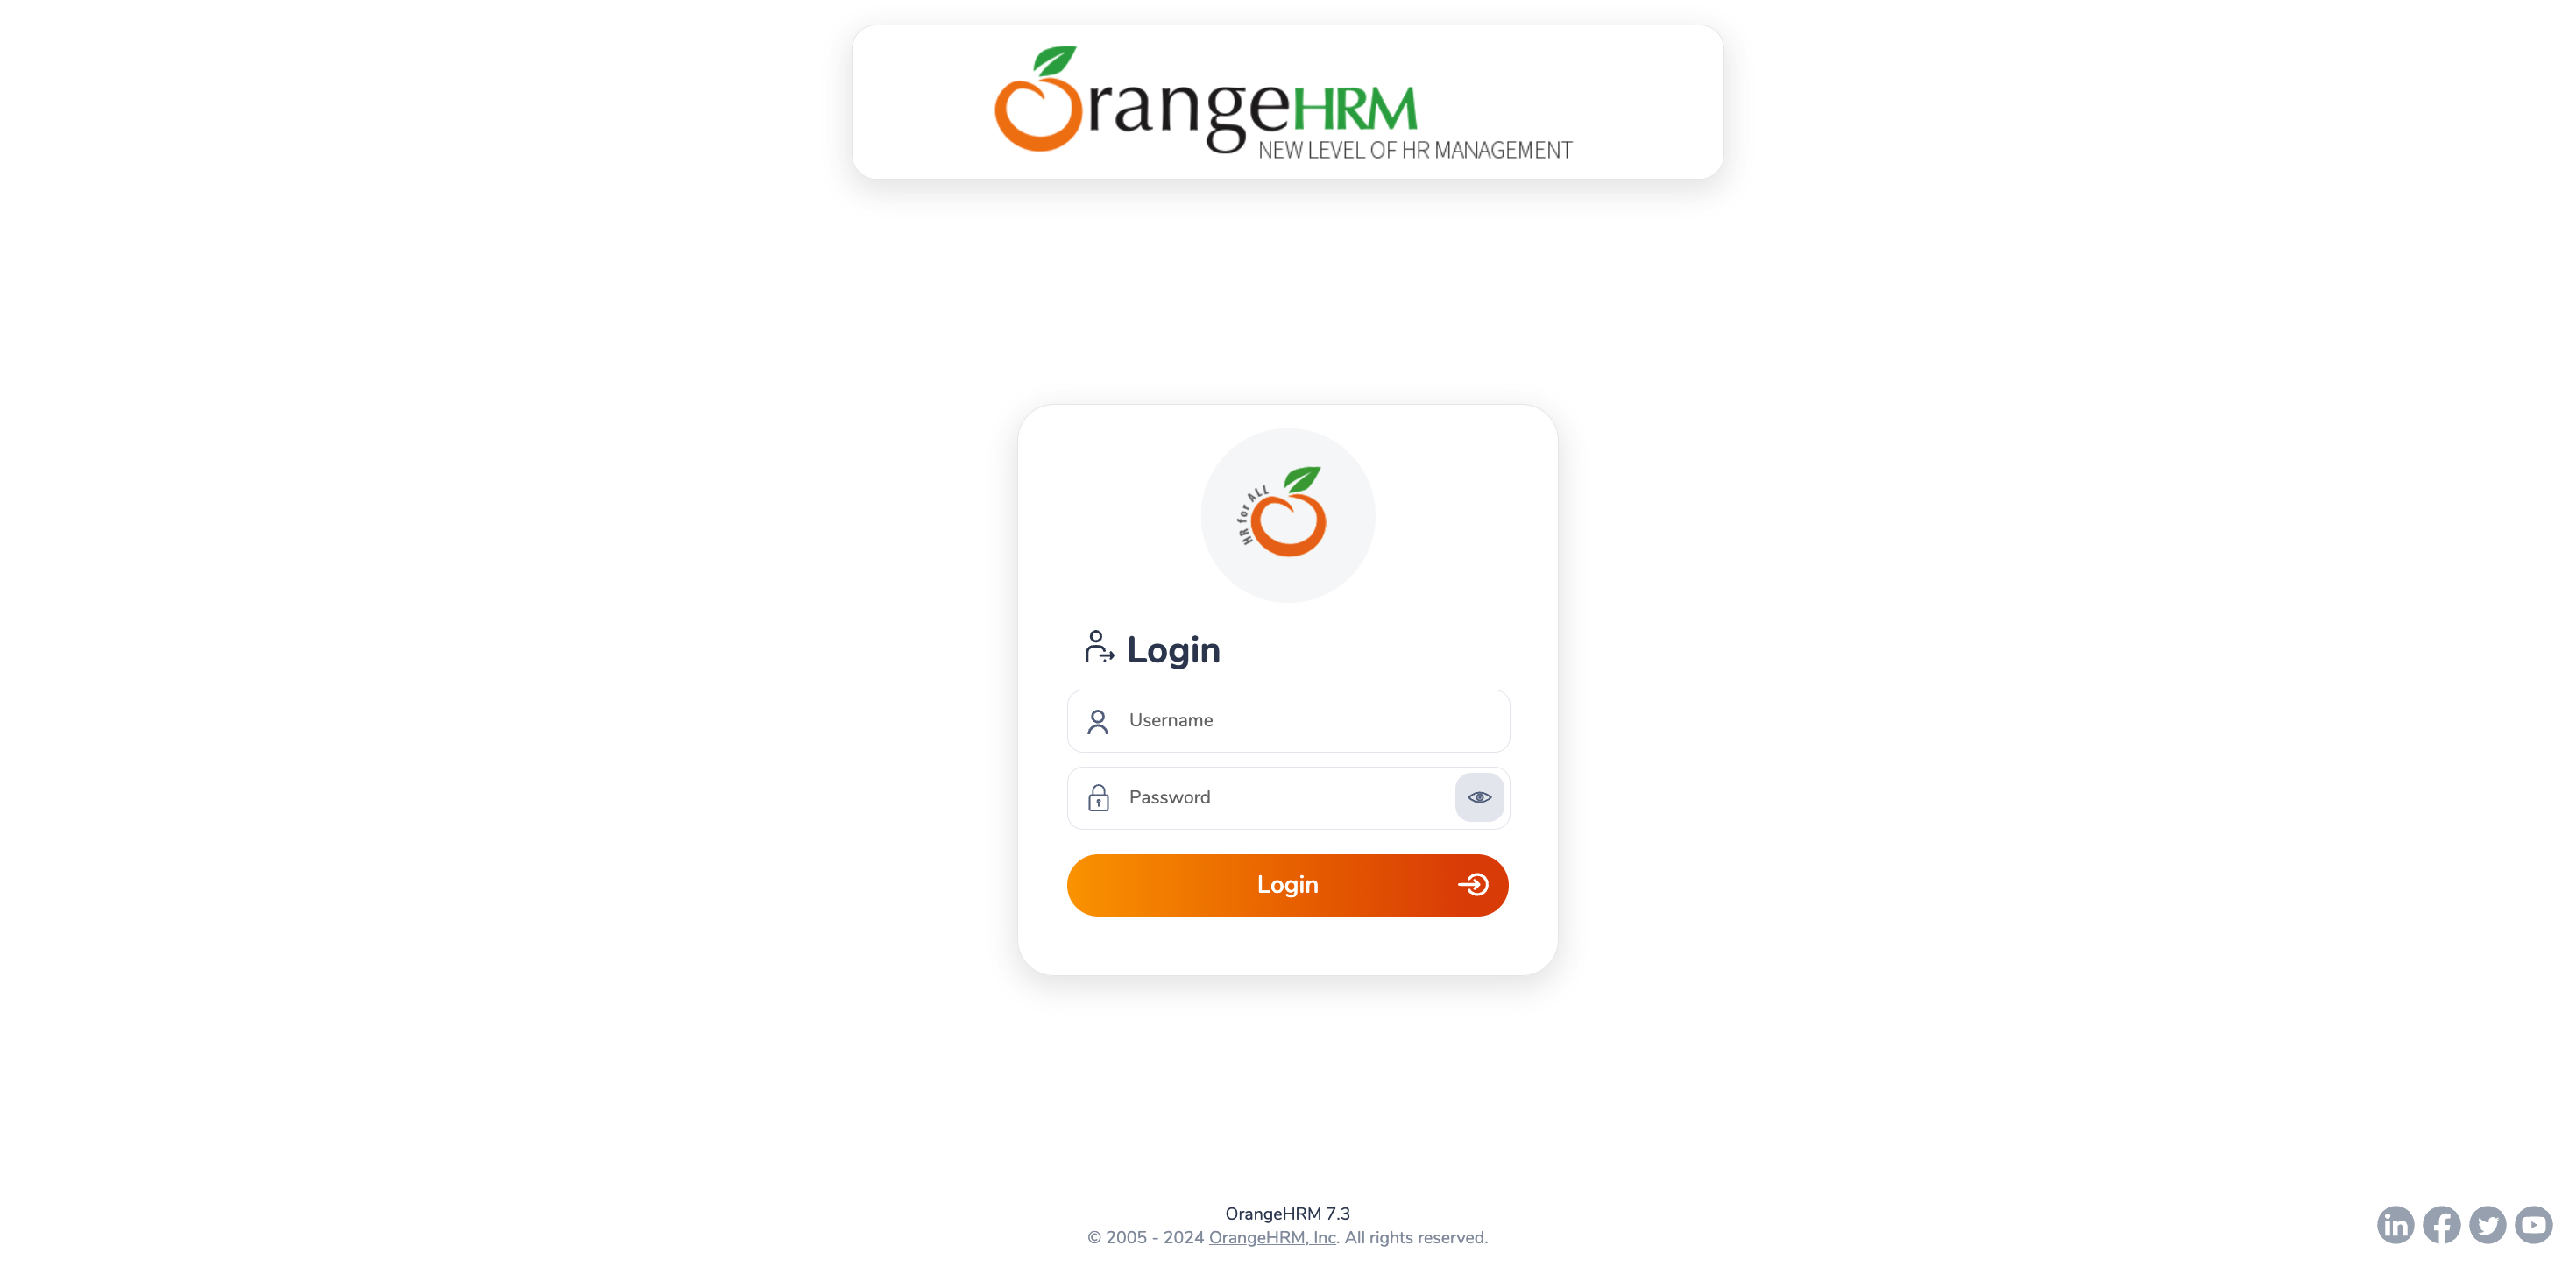 OrangeHRM
NEW LEVEL OF HR MANAGEMENT
HR for ALL
Login
Username
Password
Login
OrangeHRM 7.3
© 2005 - 2024 OrangeHRM, Inc. All rights reserved.